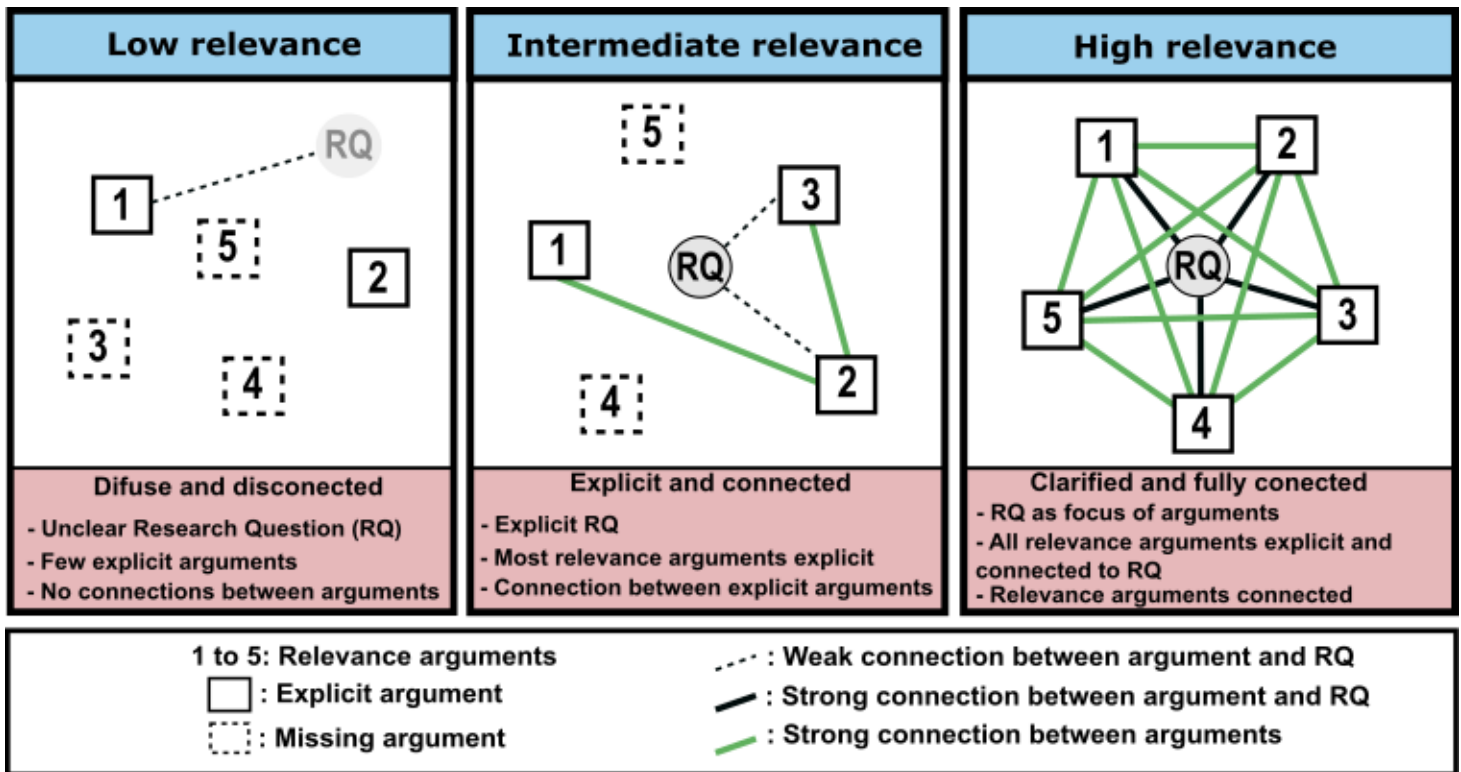 Low relevance
RQ
1
5
2
3
4
Difuse and disconected
- Unclear Research Question (RQ)
- Few explicit arguments
- No connections between arguments
Intermediate relevance
5
3
1
RQ
2
4
Explicit and connected
- Explicit RQ
- Most relevance arguments explicit
- Connection between explicit arguments
High relevance
1
2
RQ
5
3
4
Clarified and fully conected
- RQ as focus of arguments
- All relevance arguments explicit and
connected to RQ
- Relevance arguments connected
1 to 5: Relevance arguments
: Explicit argument
: Missing argument
: Weak connection between argument and RQ
: Strong connection between argument and RQ
: Strong connection between arguments